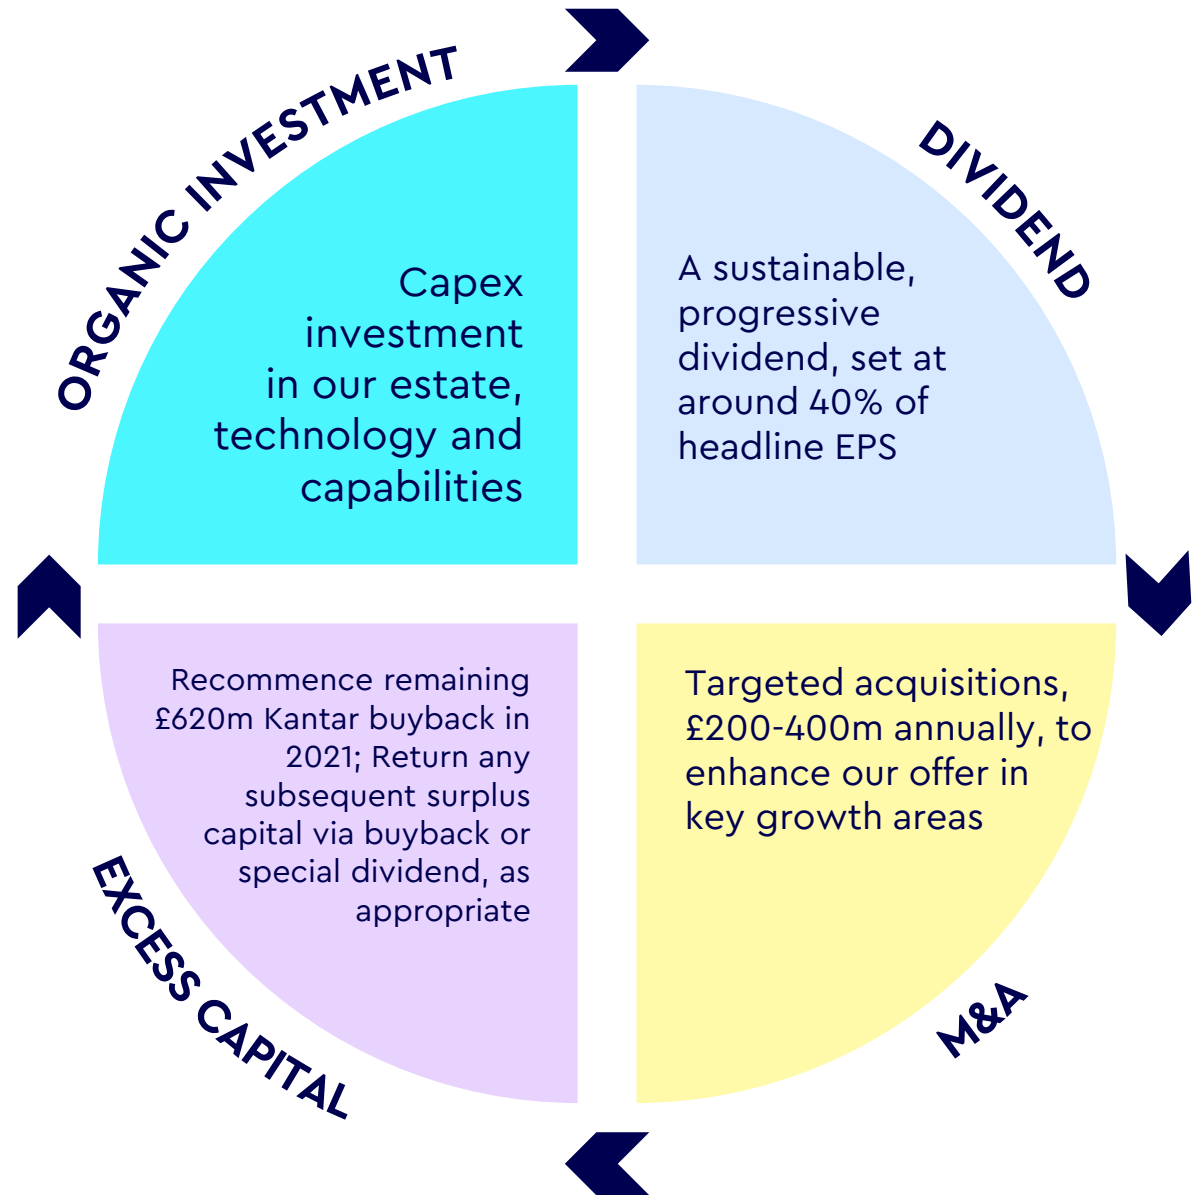 ORGANIC INVESTMENT
Capex
investment
in our estate,
technology and
capabilities
DIVIDEND
A sustainable,
progressive
dividend, set at
around 40% of
headline EPS
M&A
Targeted acquisitions,
£200-400m annually, to
enhance our offer in
key growth areas
EXCESS CAPITAL
Recommence remaining
£620m Kantar buyback in
2021; Return any
subsequent surplus
capital via buyback or
special dividend, as
appropriate